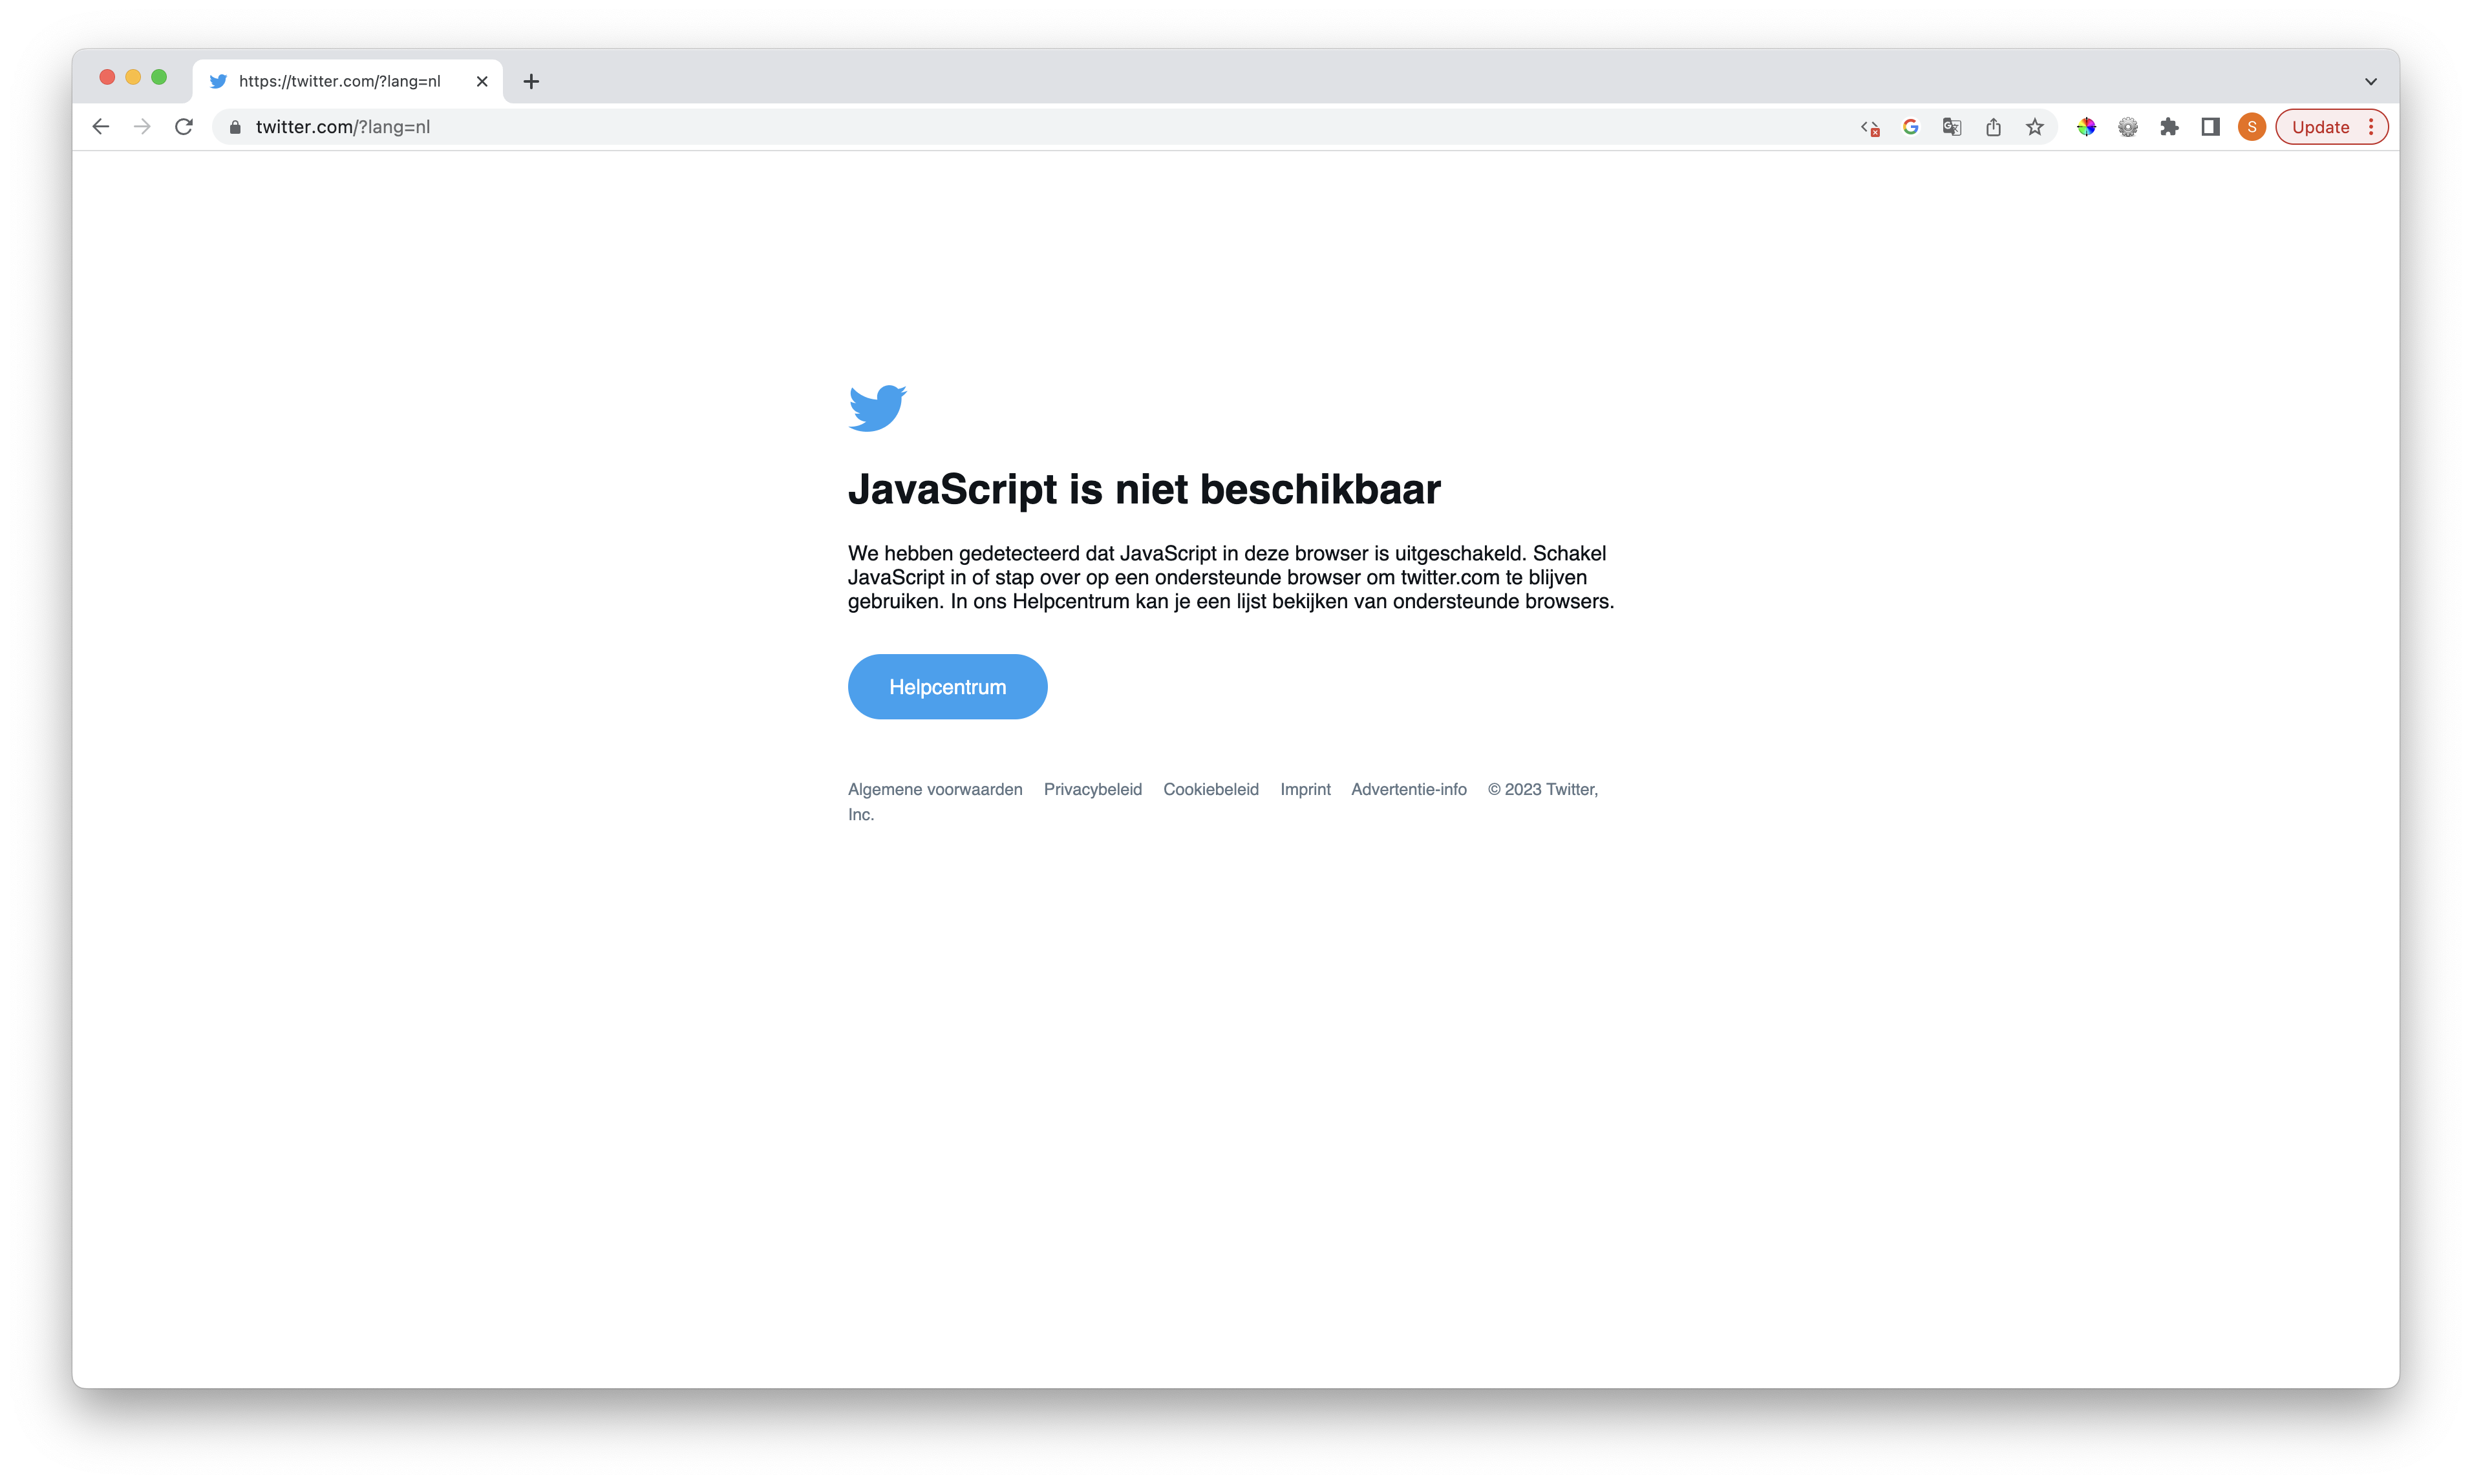 https://twitter.com/?lang=nl
twitter.com/?lang=nl
S
Update
JavaScript is niet beschikbaar
We hebben gedetecteerd dat JavaScript in deze browser is uitgeschakeld. Schakel
JavaScript in of stap over op een ondersteunde browser om twitter.com te blijven
gebruiken. In ons Helpcentrum kan je een lijst bekijken van ondersteunde browsers.
Helpcentrum
Algemene voorwaarden Privacybeleid Cookiebeleid Imprint Advertentie-info © 2023 Twitter,
Inc.